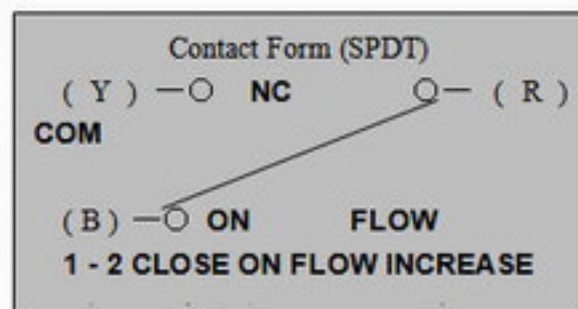 Contact Form (SPDT)
( Y ) NC ( R )
COM
( B ) ON FLOW
1 - 2 CLOSE ON FLOW INCREASE